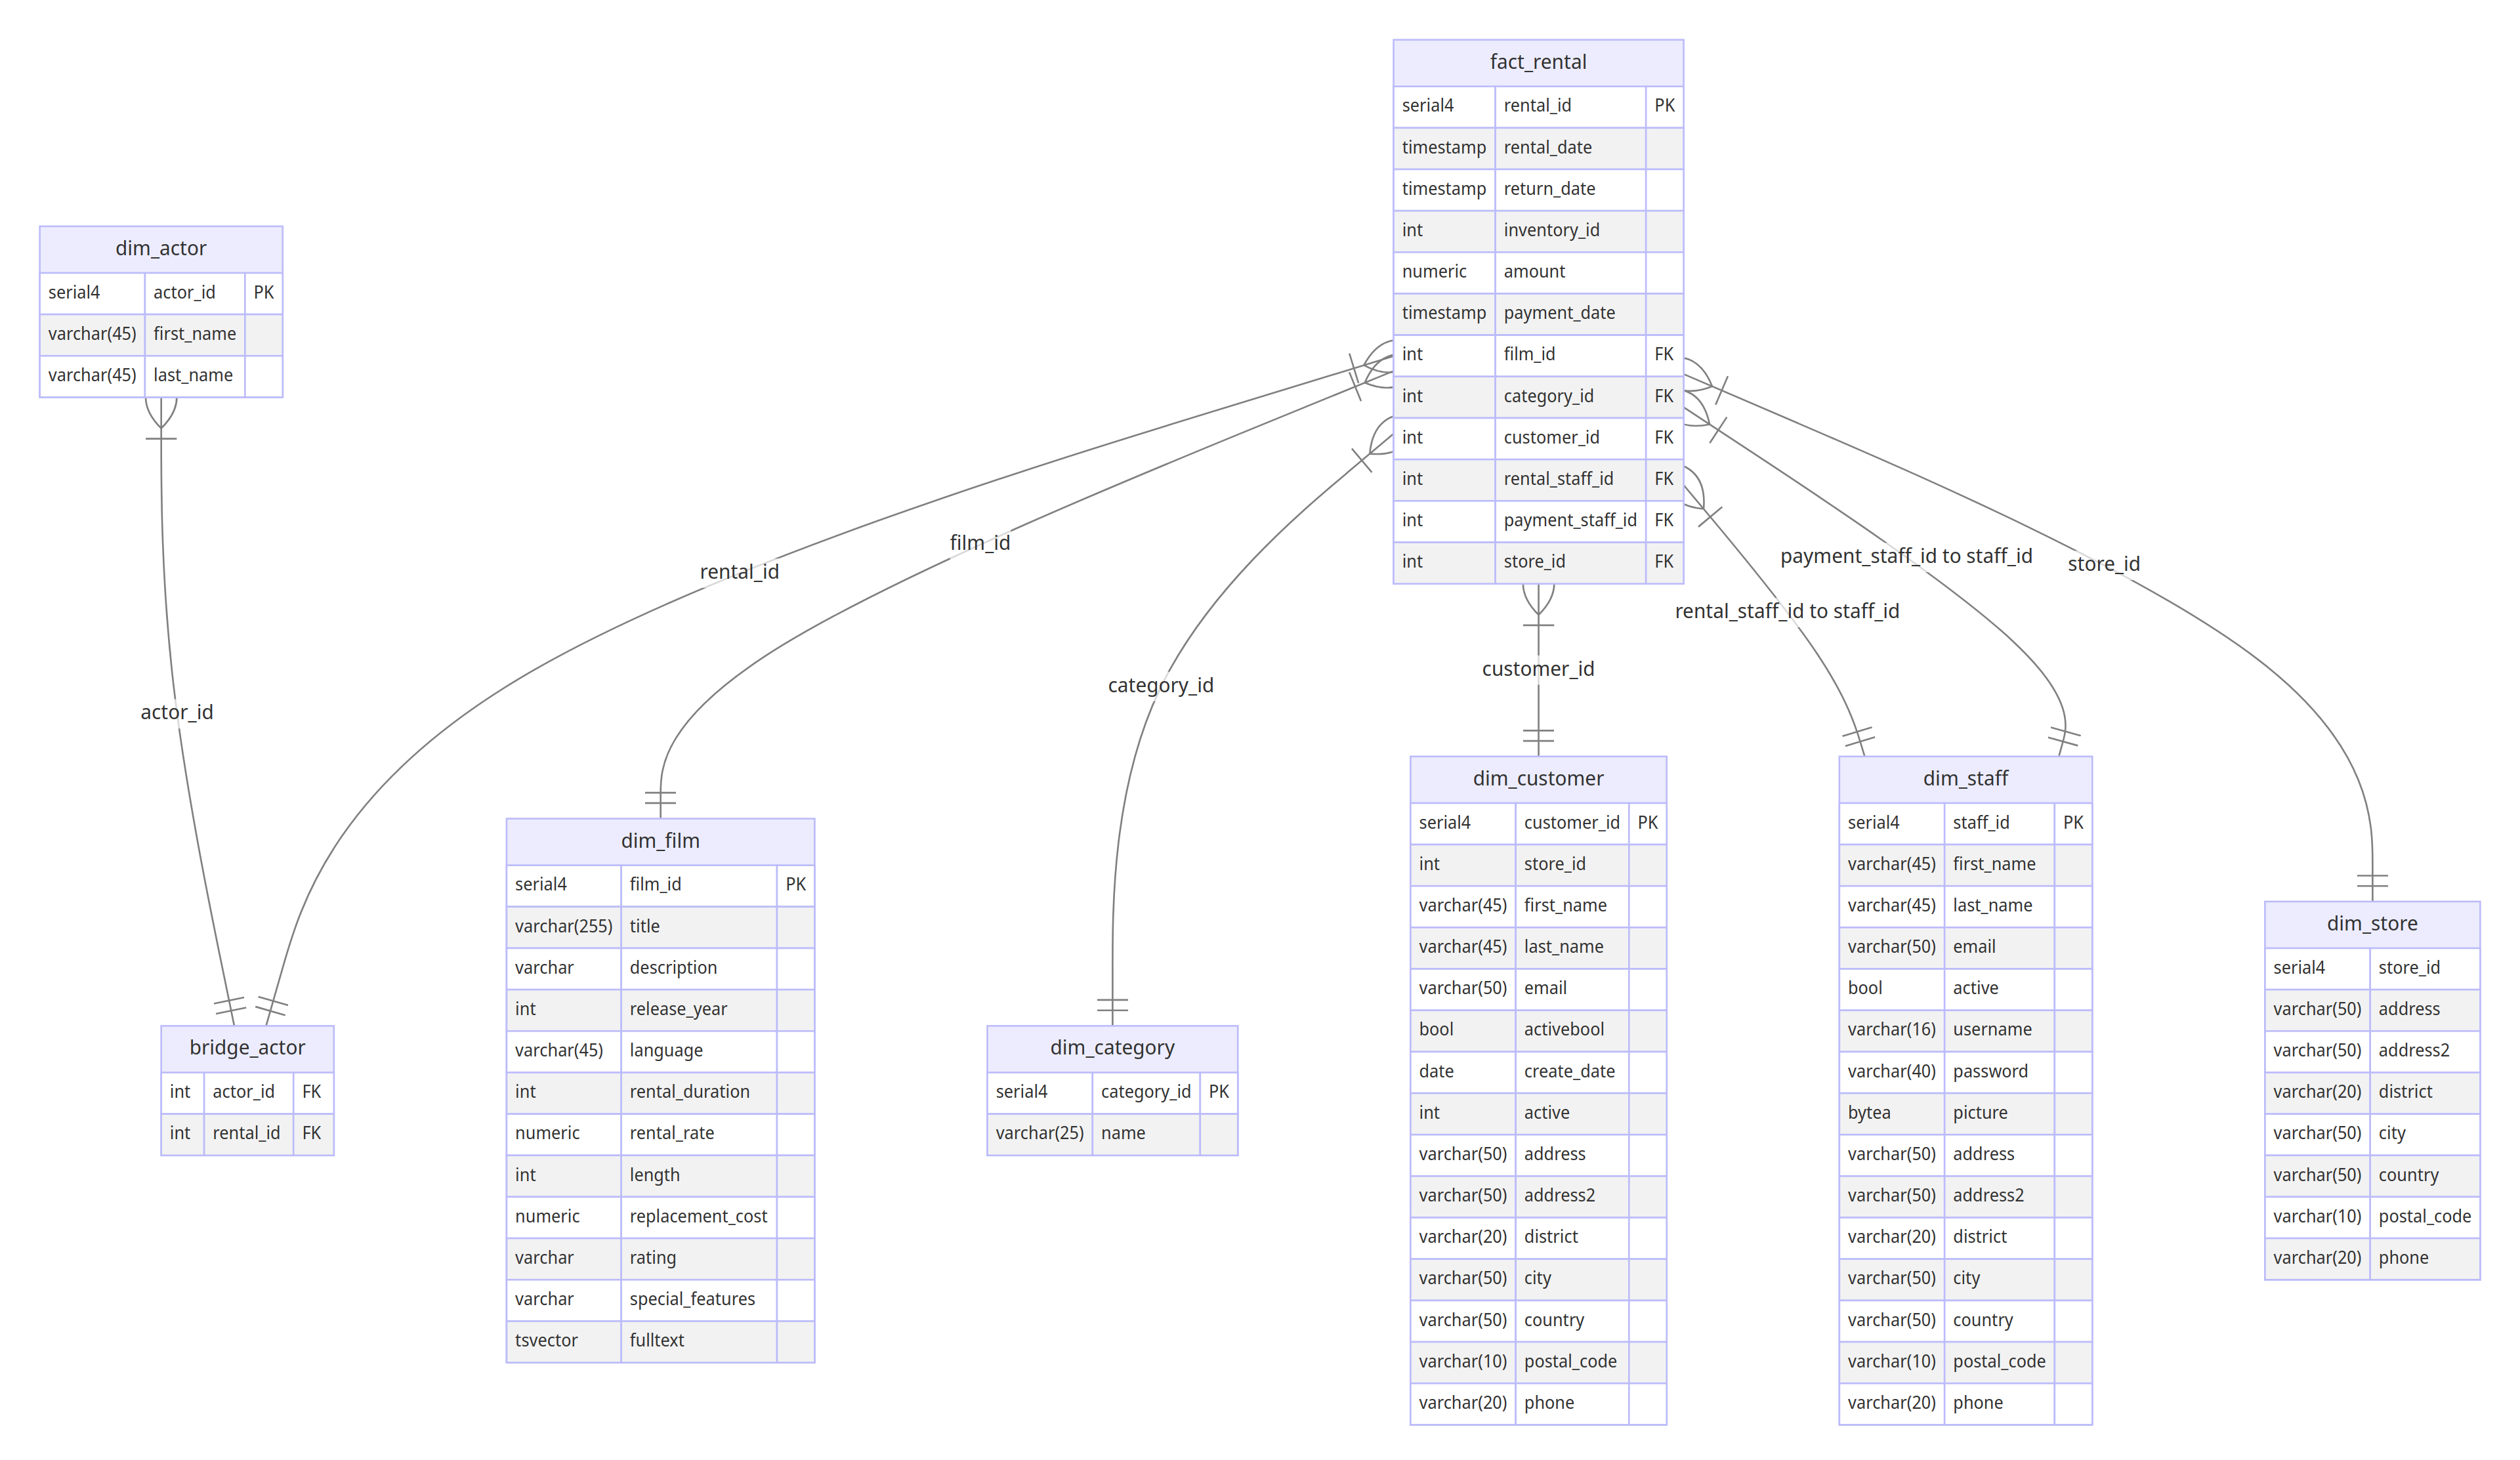 fact_rental
serial4 rental_id PK
timestamp rental_date
timestamp return_date
int inventory_id
numeric amount
timestamp payment_date
int film_id FK
int category_id FK
int customer_id FK
int rental_staff_id FK
int payment_staff_id FK
int store_id FK
dim_actor
serial4 actor_id PK
varchar(45) first_name
varchar(45) last_name
rental_id
film_id
category_id
customer_id
rental_staff_id to staff_id
payment_staff_id to staff_id
store_id
actor_id
bridge_actor
int actor_id FK
int rental_id FK
dim_film
serial4 film_id PK
varchar(255) title
varchar description
int release_year
varchar(45) language
int rental_duration
numeric rental_rate
int length
numeric replacement_cost
varchar rating
varchar special_features
tsvector fulltext
dim_category
serial4 category_id PK
varchar(25) name
dim_customer
serial4 customer_id PK
int store_id
varchar(45) first_name
varchar(45) last_name
varchar(50) email
bool activebool
date create_date
int active
varchar(50) address
varchar(50) address2
varchar(20) district
varchar(50) city
varchar(50) country
varchar(10) postal_code
varchar(20) phone
dim_staff
serial4 staff_id PK
varchar(45) first_name
varchar(45) last_name
varchar(50) email
bool active
varchar(16) username
varchar(40) password
bytea picture
varchar(50) address
varchar(50) address2
varchar(20) district
varchar(50) city
varchar(50) country
varchar(10) postal_code
varchar(20) phone
dim_store
serial4 store_id
varchar(50) address
varchar(50) address2
varchar(20) district
varchar(50) city
varchar(50) country
varchar(10) postal_code
varchar(20) phone